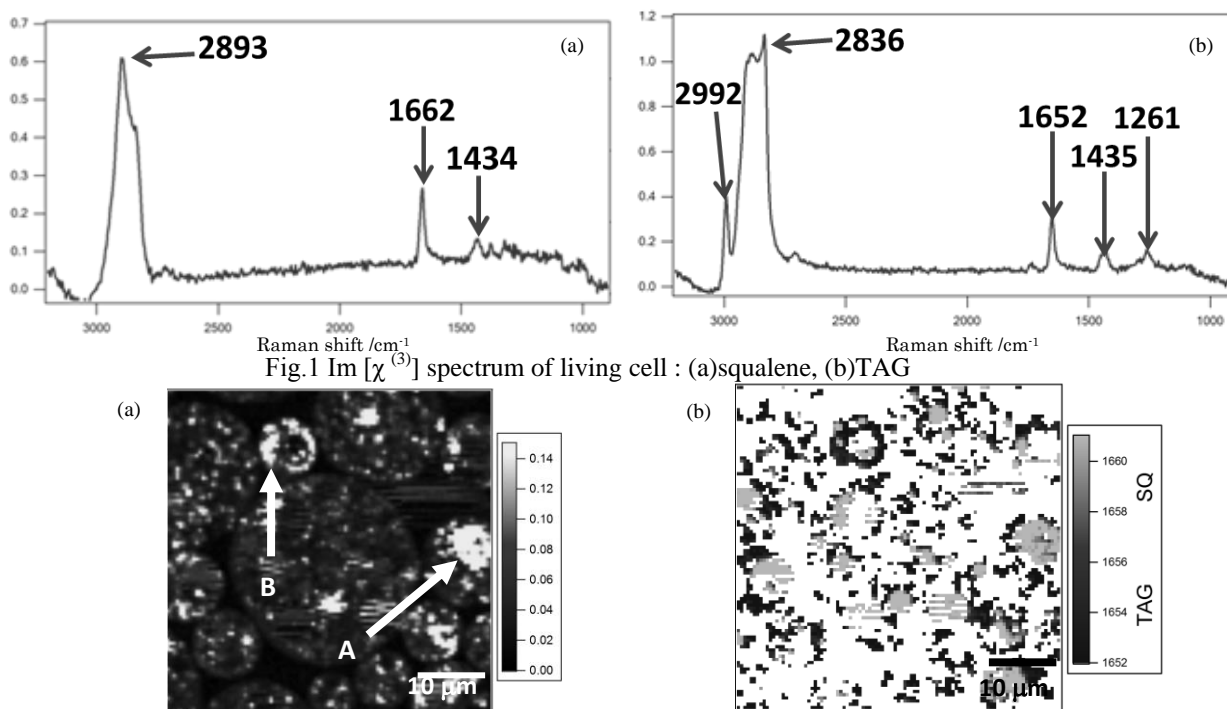 0.7
0.6
0.5
0.4
0.3
0.2
0.1
0.0
2893
1662
1434
(a)
3000 2500 2000 1500 1000
Raman shift /cm⁻¹
1.2
1.0
0.8
0.6
0.4
0.2
0.0
2992
2836
1652
1435
1261
(b)
3000 2500 2000 1500 1000
Raman shift /cm⁻¹
Fig.1 Im [χ ⁽³⁾] spectrum of living cell : (a)squalene, (b)TAG
(a)
B
A
10 μm
0.14
0.12
0.10
0.08
0.06
0.04
0.02
0.00
(b)
10 μm
1660
1658
1656
1654
1652
SQ
TAG